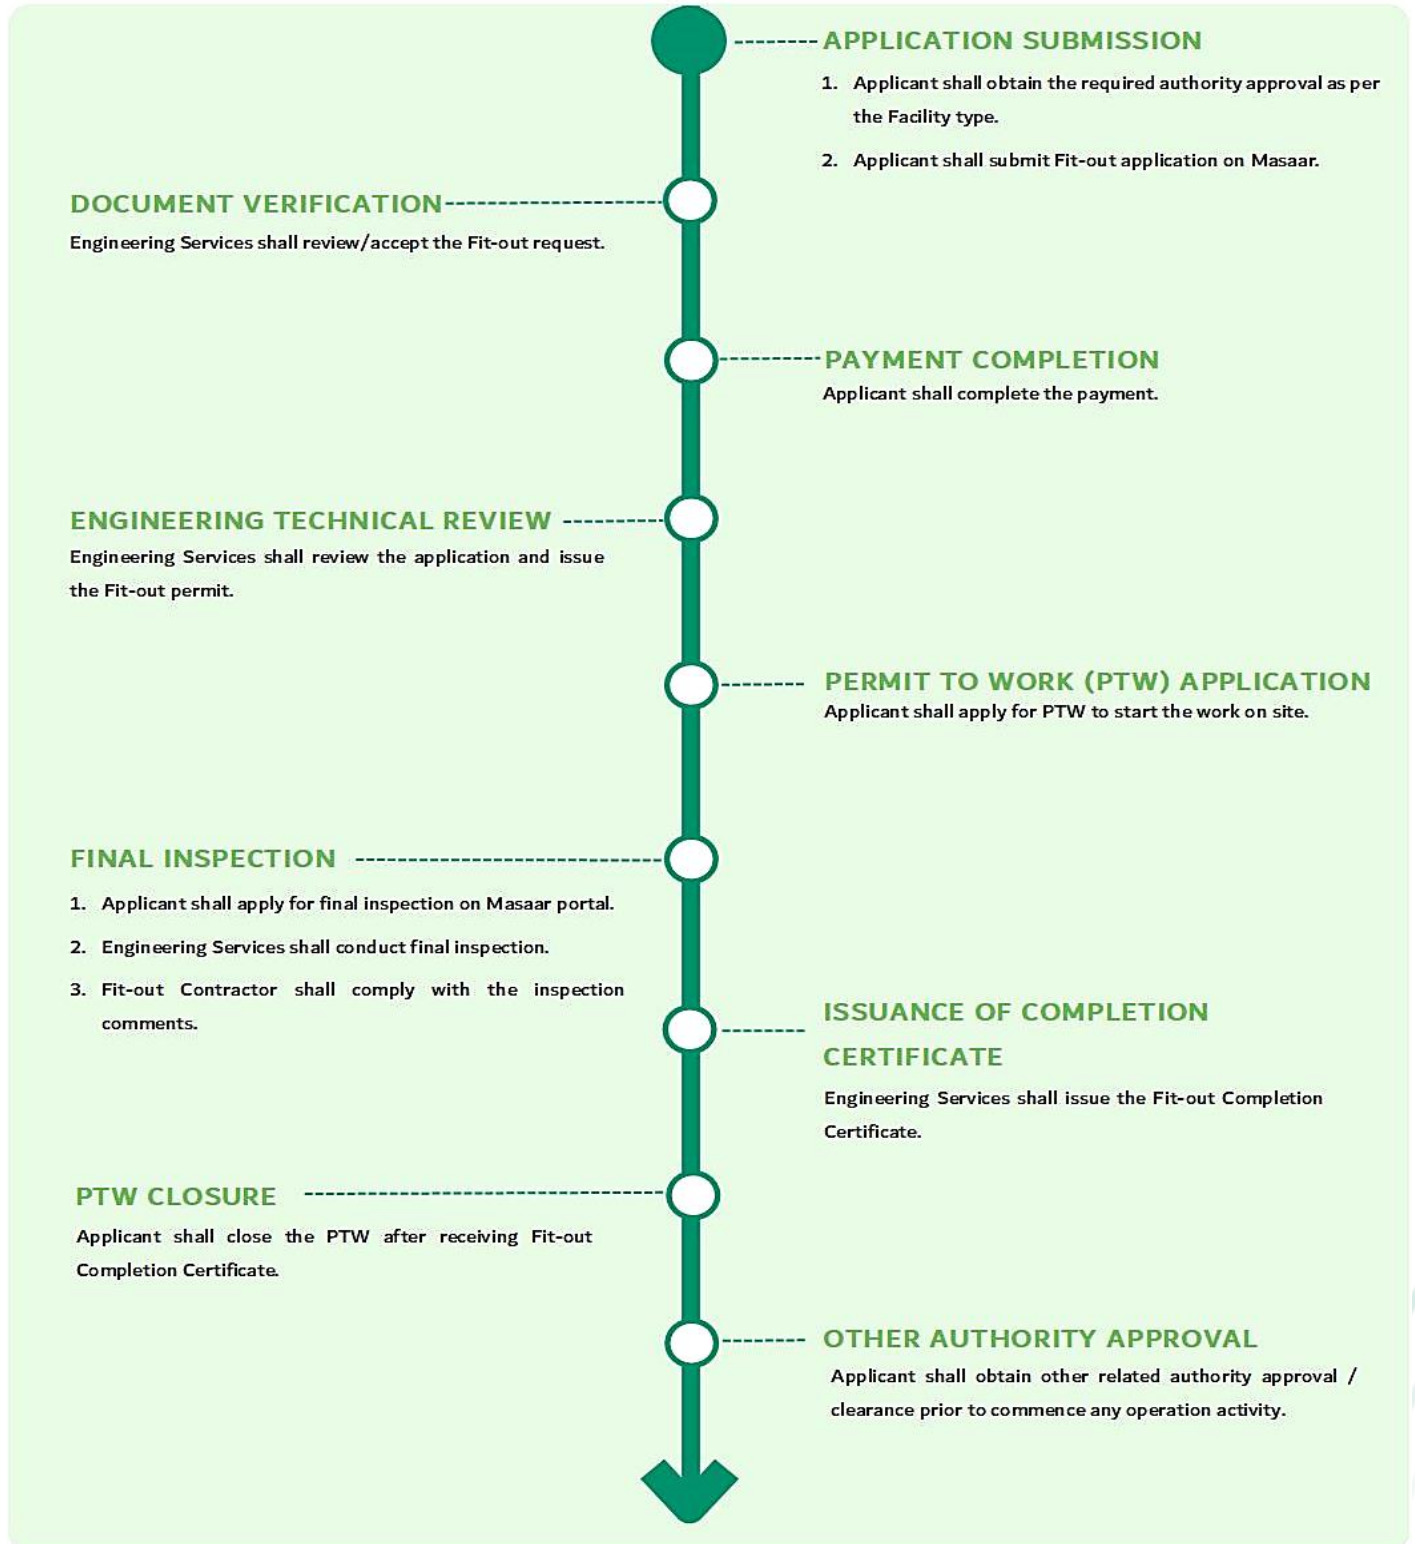 APPLICATION SUBMISSION
1. Applicant shall obtain the required authority approval as per
the Facility type.
2. Applicant shall submit Fit-out application on Masaar.
DOCUMENT VERIFICATION
Engineering Services shall review/accept the Fit-out request.
PAYMENT COMPLETION
Applicant shall complete the payment.
ENGINEERING TECHNICAL REVIEW
Engineering Services shall review the application and issue
the Fit-out permit.
PERMIT TO WORK (PTW) APPLICATION
Applicant shall apply for PTW to start the work on site.
FINAL INSPECTION
1. Applicant shall apply for final inspection on Masaar portal.
2. Engineering Services shall conduct final inspection.
3. Fit-out Contractor shall comply with the inspection
comments.
ISSUANCE OF COMPLETION
CERTIFICATE
Engineering Services shall issue the Fit-out Completion
Certificate.
PTW CLOSURE
Applicant shall close the PTW after receiving Fit-out
Completion Certificate.
OTHER AUTHORITY APPROVAL
Applicant shall obtain other related authority approval /
clearance prior to commence any operation activity.